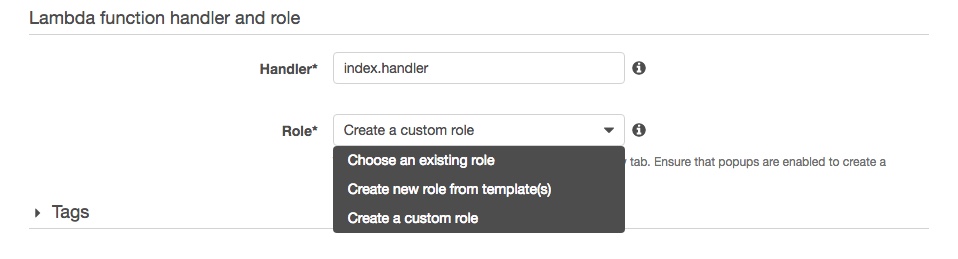 Lambda function handler and role
Handler* index.handler
Role* Create a custom role
Choose an existing role
tab. Ensure that popups are enabled to create a
Create new role from template(s)
Create a custom role
Tags